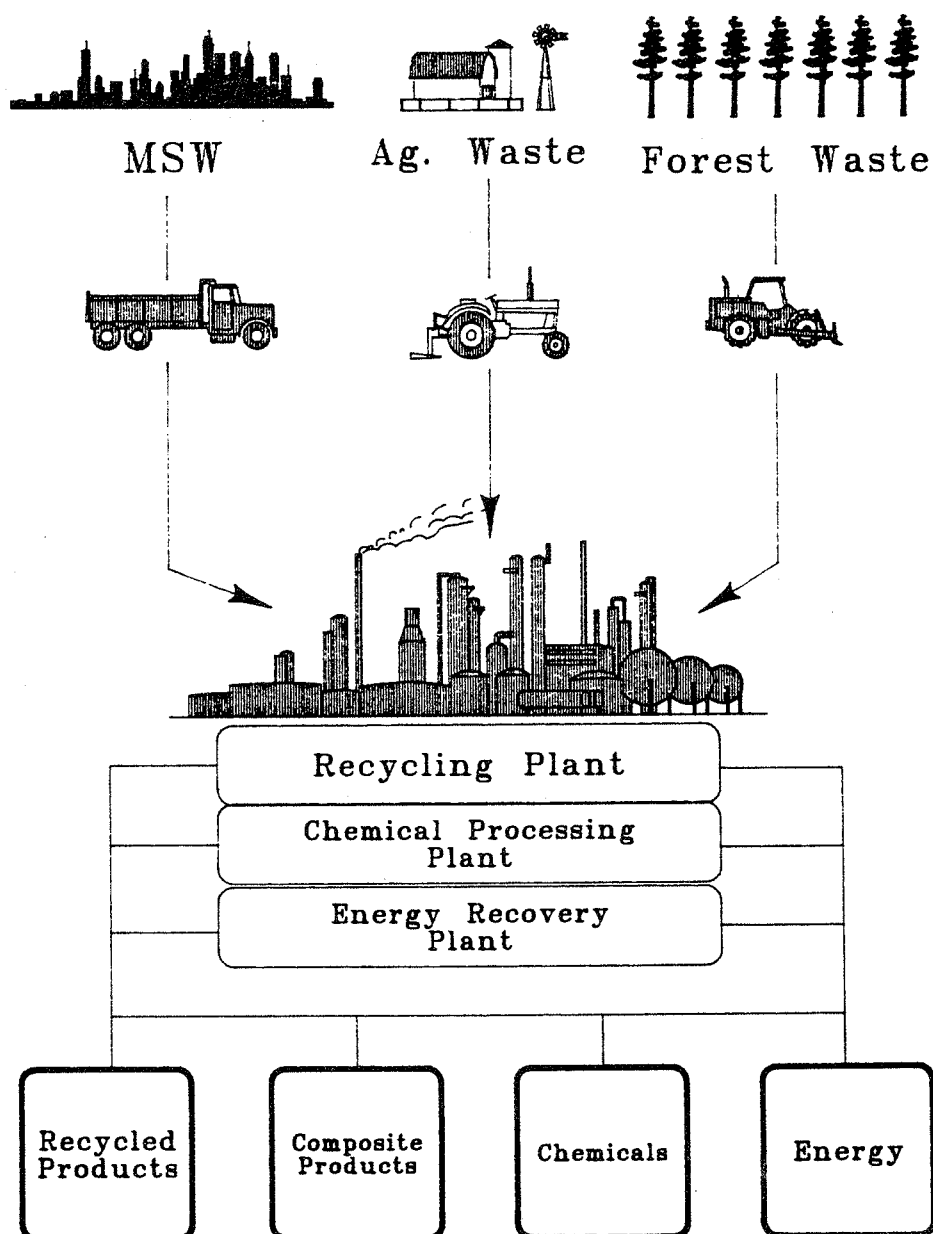 MSW
Ag. Waste
Forest Waste
Recycling Plant
Chemical Processing
Plant
Energy Recovery
Plant
Recycled
Products
Composite
Products
Chemicals
Energy